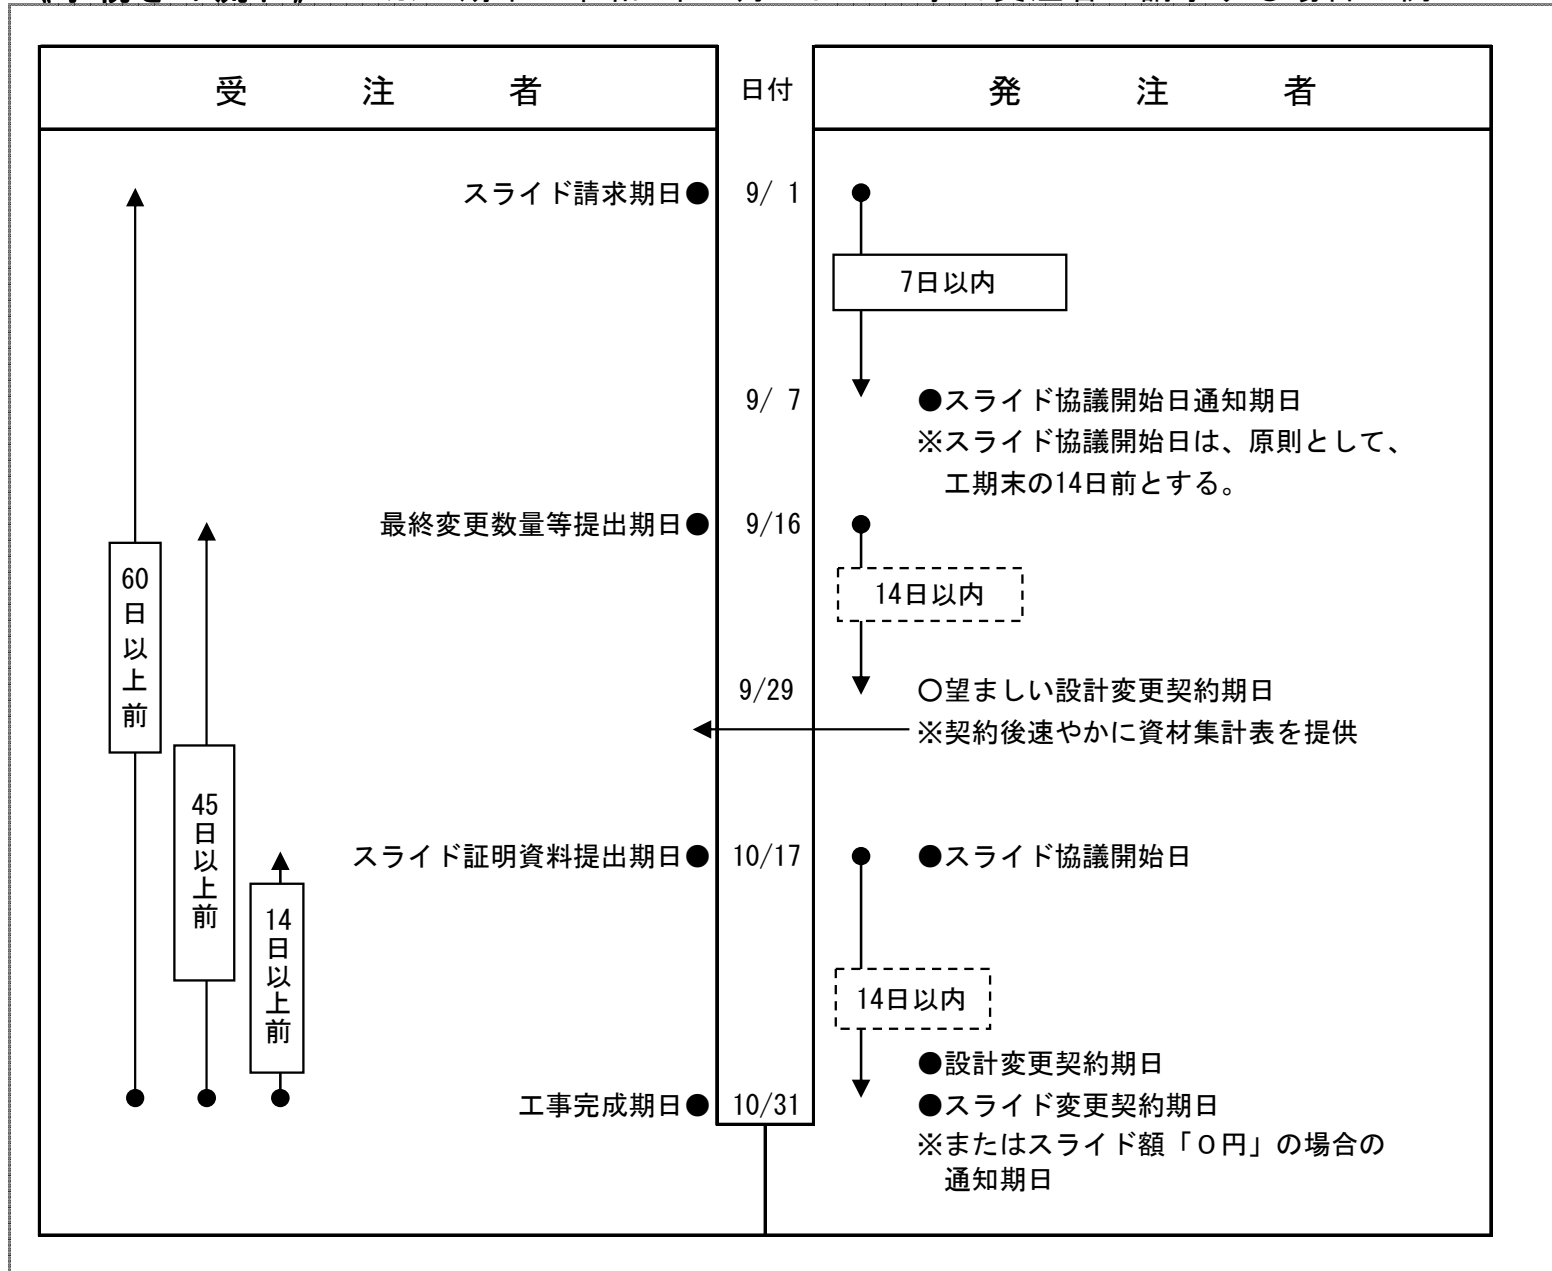 受 注 者
日付
発 注 者
スライド請求期日●
9/ 1
7日以内
9/ 7
●スライド協議開始日通知期日
※スライド協議開始日は、原則として、
工期末の14日前とする。
最終変更数量等提出期日●
9/16
14日以内
9/29
○望ましい設計変更契約期日
※契約後速やかに資材集計表を提供
60日以上前
45日以上前
14日以上前
スライド証明資料提出期日●
10/17
●スライド協議開始日
14日以内
●設計変更契約期日
工事完成期日●
10/31
●スライド変更契約期日
※またはスライド額「0円」の場合の
通知期日